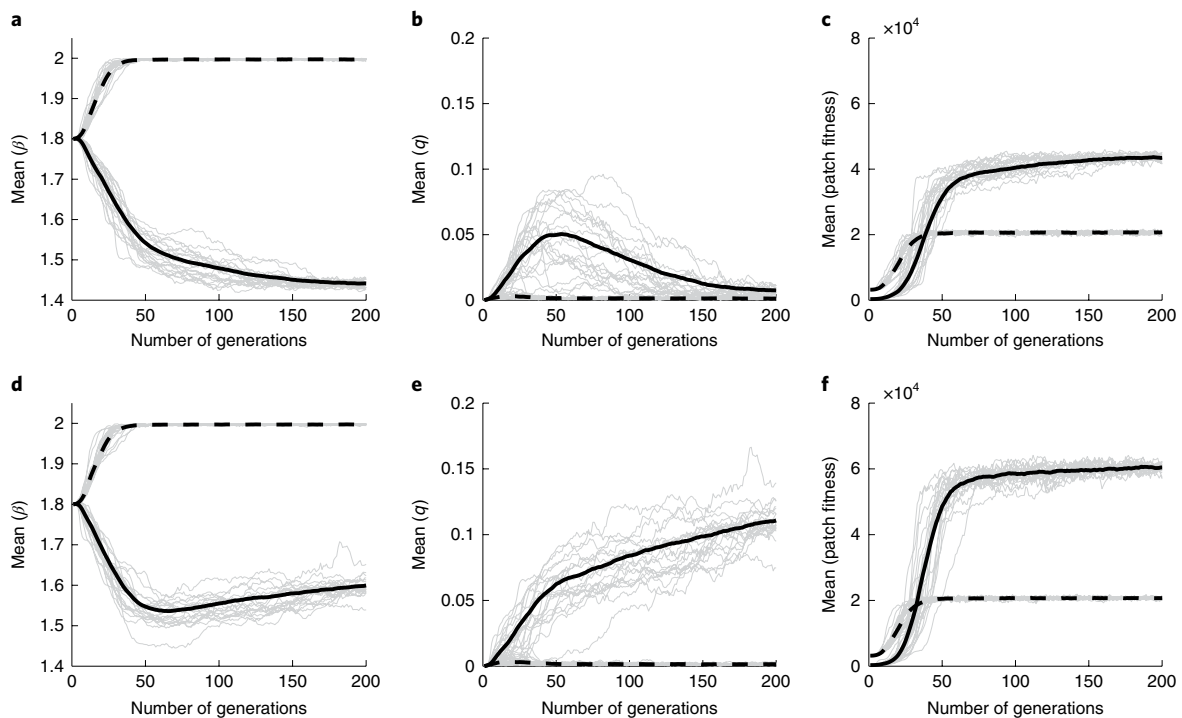 a
Mean (β)
2
1.9
1.8
1.7
1.6
1.5
1.4
0 50 100 150 200
Number of generations
b
Mean (q)
0.2
0.15
0.1
0.05
0
0 50 100 150 200
Number of generations
c
×10⁴
Mean (patch fitness)
8
6
4
2
0
0 50 100 150 200
Number of generations
d
Mean (β)
2
1.9
1.8
1.7
1.6
1.5
1.4
0 50 100 150 200
Number of generations
e
Mean (q)
0.2
0.15
0.1
0.05
0
0 50 100 150 200
Number of generations
f
×10⁴
Mean (patch fitness)
8
6
4
2
0
0 50 100 150 200
Number of generations